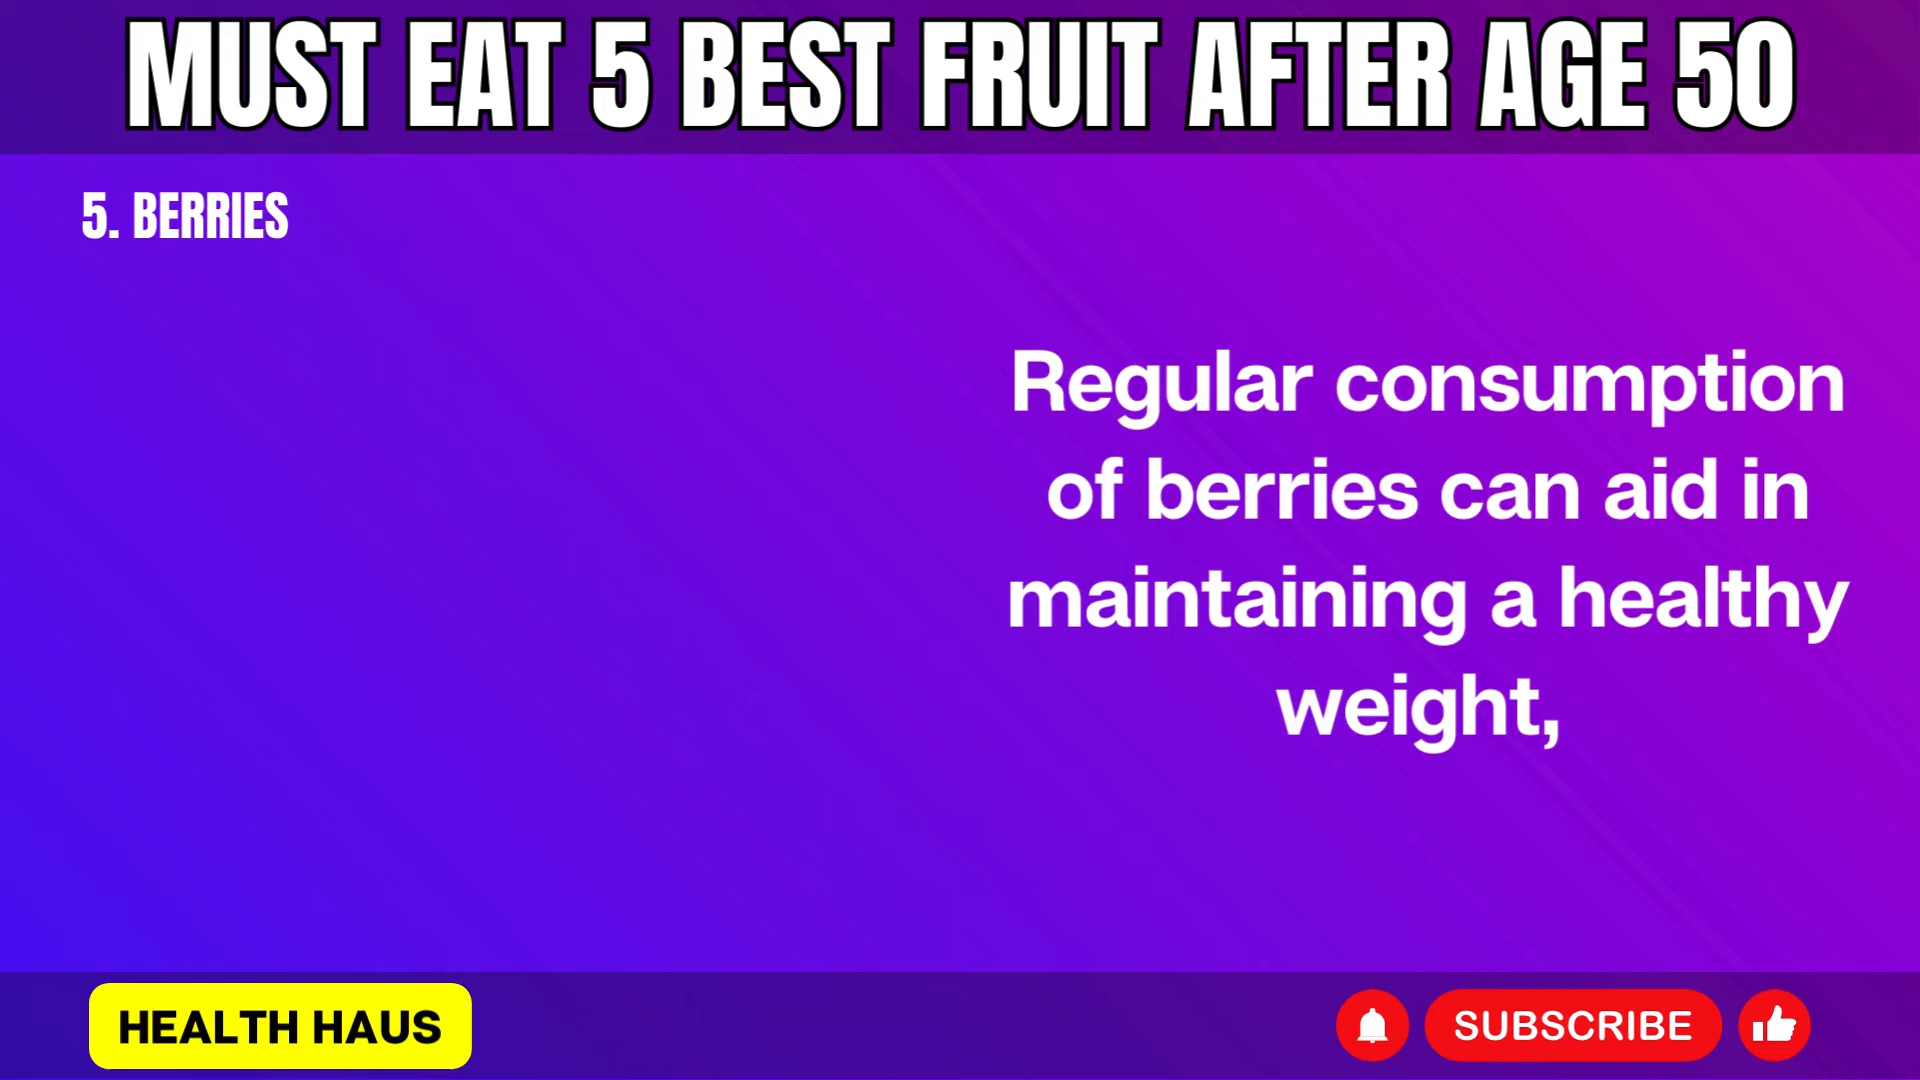 MUST EAT 5 BEST FRUIT AFTER AGE 50
5. BERRIES
Regular consumption
of berries can aid in
maintaining a healthy
weight,
HEALTH HAUS
SUBSCRIBE